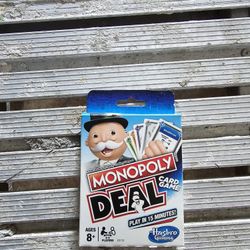 MONOPOLY
DEAL
CARD
GAME
PLAY IN 15 MINUTES!
AGES
8+
Hasbro
Gaming